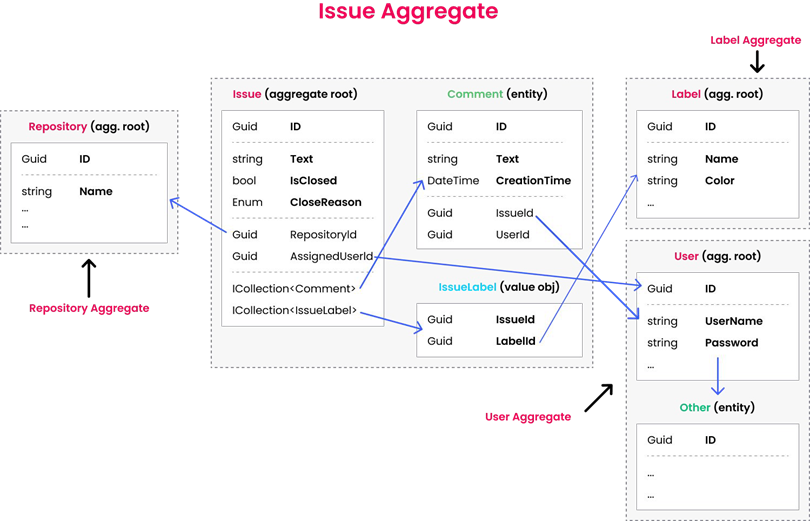 Issue Aggregate
Label Aggregate
Repository (agg. root)
Guid ID
string Name
...
...
Repository Aggregate
Issue (aggregate root)
Guid ID
string Text
bool IsClosed
Enum CloseReason
Guid RepositoryId
Guid AssignedUserId
ICollection<Comment>
ICollection<IssueLabel>
Comment (entity)
Guid ID
string Text
DateTime CreationTime
Guid IssueId
Guid UserId
IssueLabel (value obj)
Guid IssueId
Guid LabelId
Label (agg. root)
Guid ID
string Name
string Color
...
User (agg. root)
Guid ID
string UserName
string Password
...
User Aggregate
Other (entity)
Guid ID
...
...